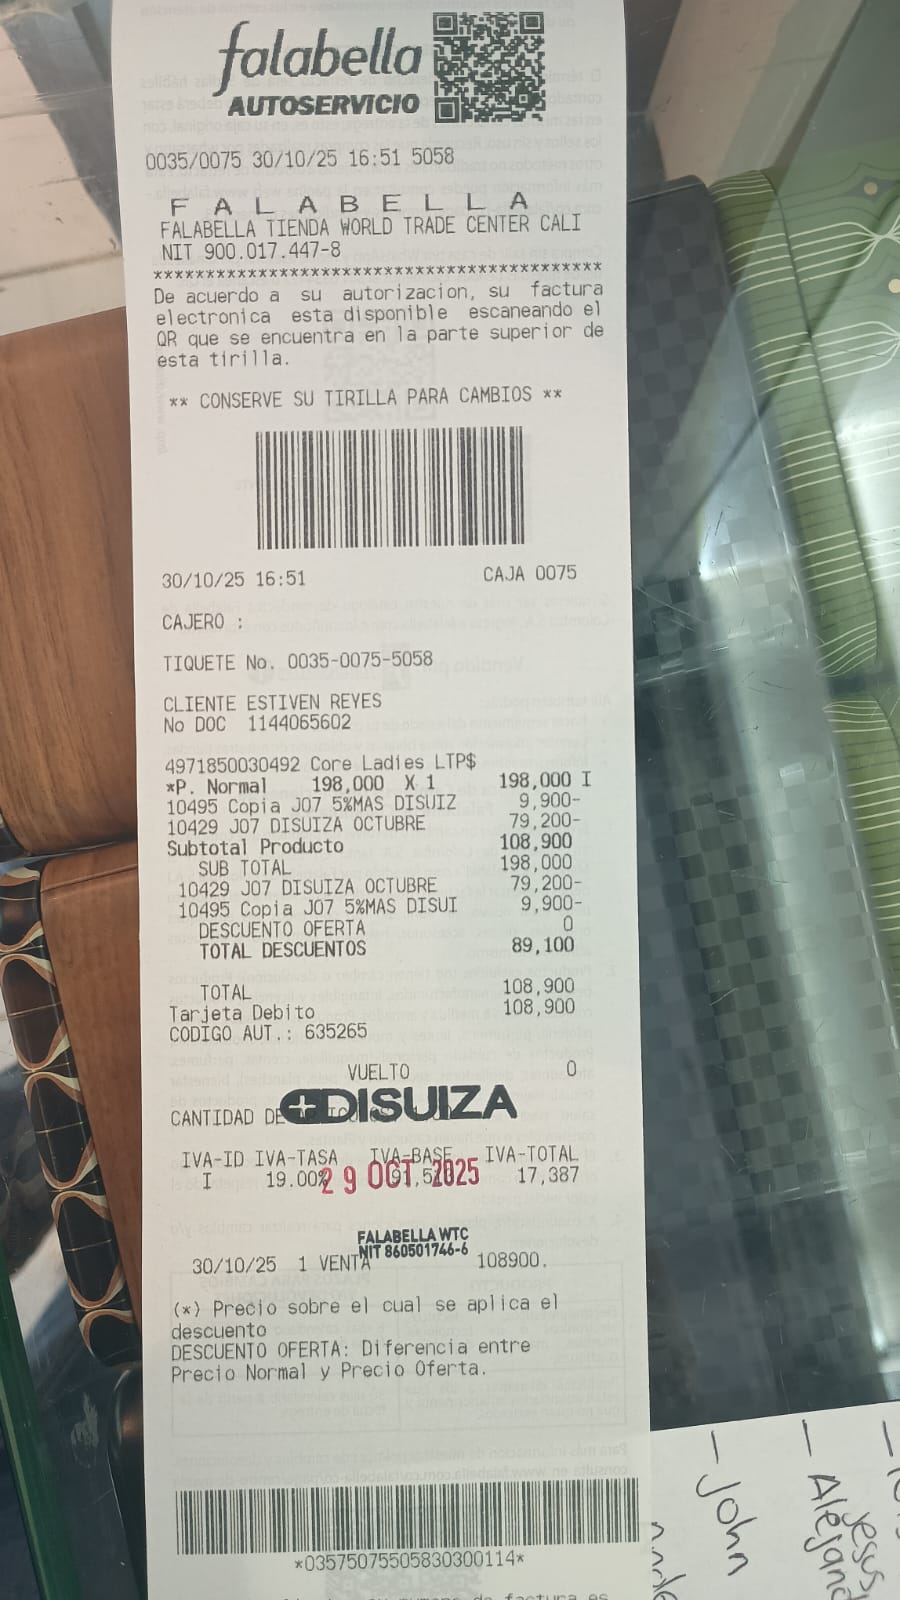 falabella
AUTOSERVICIO
0035/0075 30/10/25 16:51 5058
F A L A B E L L A
FALABELLA TIENDA WORLD TRADE CENTER CALI
NIT 900.017.447-8
*******************************************
De acuerdo a su autorizacion, su factura
electronica esta disponible escaneando el
QR que se encuentra en la parte superior de
esta tirilla.
** CONSERVE SU TIRILLA PARA CAMBIOS **
30/10/25 16:51 CAJA 0075
CAJERO :
TIQUETE No. 0035-0075-5058
CLIENTE ESTIVEN REYES
No DOC 1144065602
4971850030492 Core Ladies LTP$
*P. Normal 198,000 X 1 198,000 I
10495 Copia J07 5%MAS DISUIZ 9,900-
10429 J07 DISUIZA OCTUBRE 79,200-
Subtotal Producto 108,900
SUB TOTAL 198,000
10429 J07 DISUIZA OCTUBRE 79,200-
10495 Copia J07 5%MAS DISUI 9,900-
DESCUENTO OFERTA 0
TOTAL DESCUENTOS 89,100
TOTAL 108,900
Tarjeta Debito 108,900
CODIGO AUT.: 635265
VUELTO 0
DISUIZA
CANTIDAD DE
IVA-ID IVA-TASA IVA-BASE IVA-TOTAL
I 19.00% 17,387
29 OCT 2025
FALABELLA WTC
NIT 860501746-6
30/10/25 1 VENTA 108900.
(*) Precio sobre el cual se aplica el
descuento
DESCUENTO OFERTA: Diferencia entre
Precio Normal y Precio Oferta.
*03575075505830300114*
- John